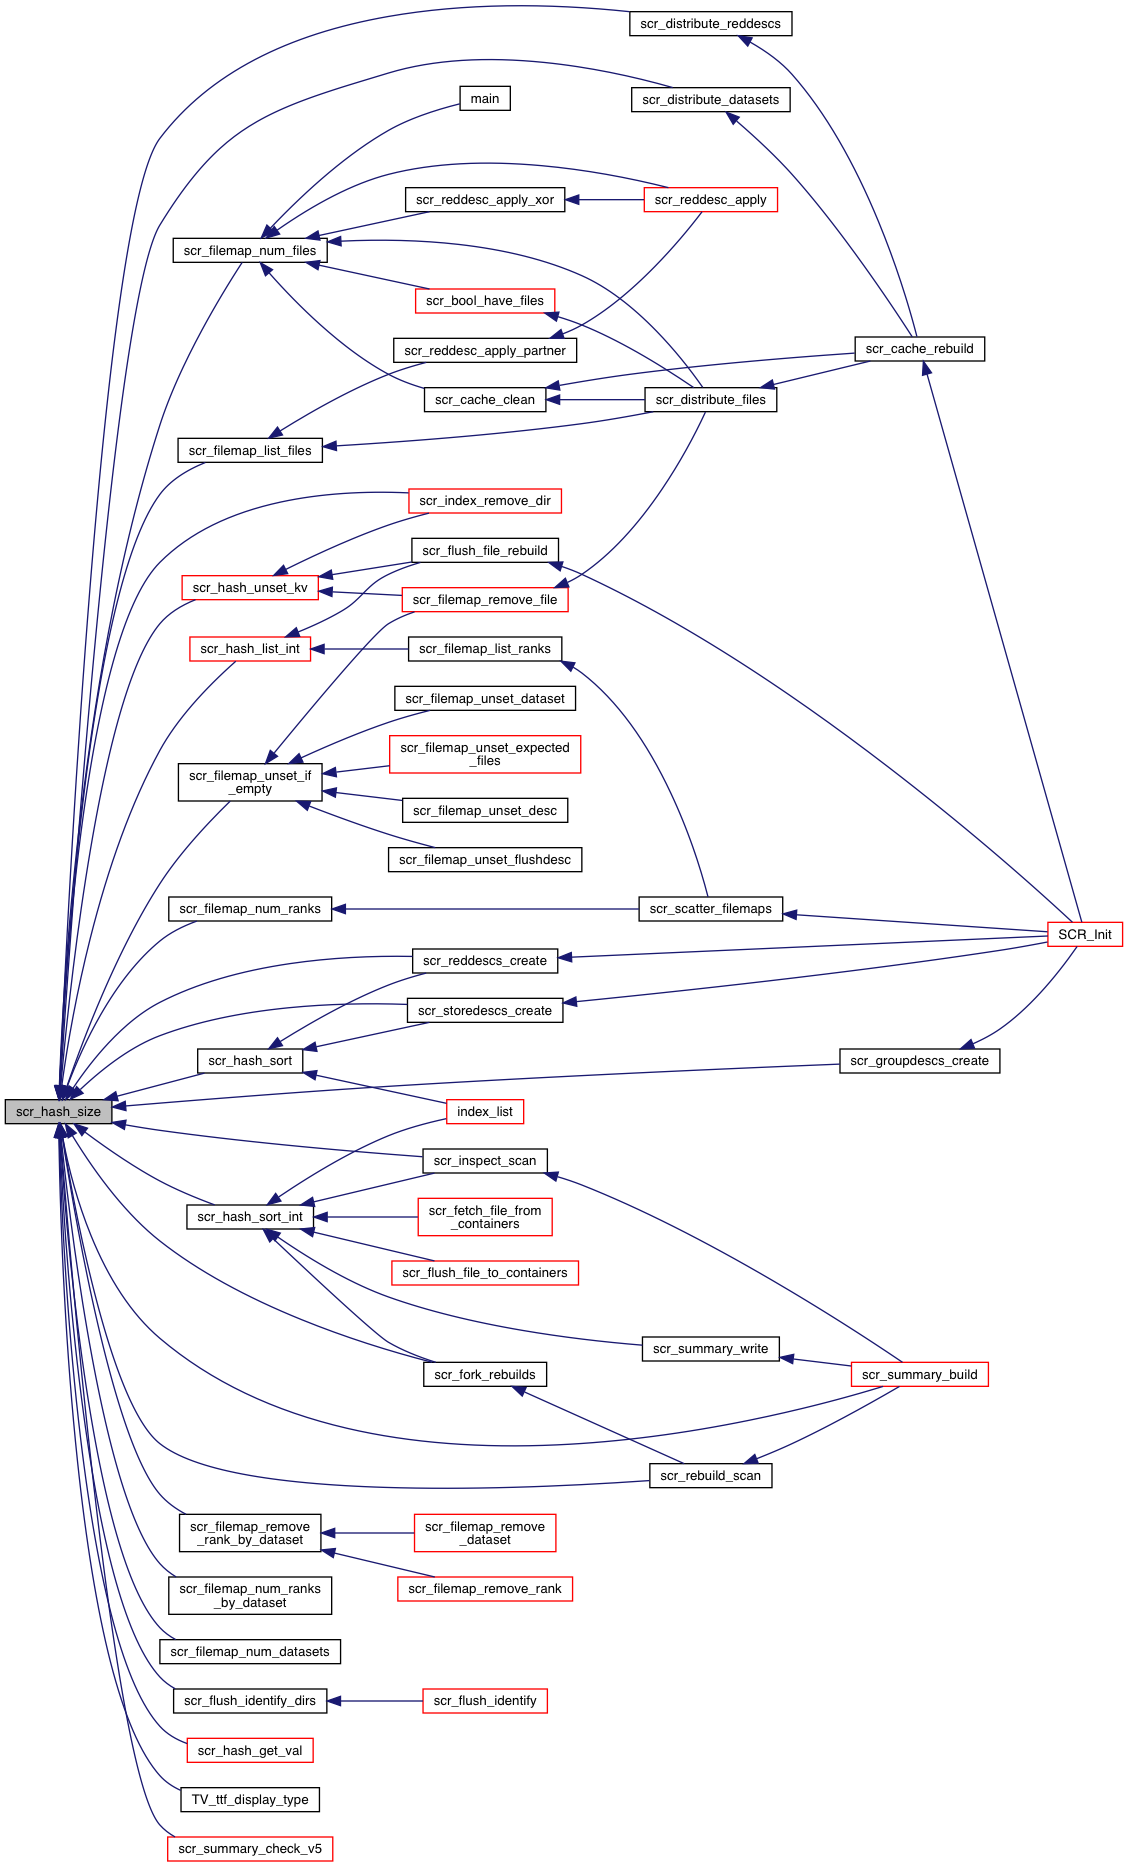 scr_distribute_reddescs
main
scr_distribute_datasets
scr_reddesc_apply_xor
scr_reddesc_apply
scr_filemap_num_files
scr_bool_have_files
scr_reddesc_apply_partner
scr_cache_rebuild
scr_cache_clean
scr_distribute_files
scr_filemap_list_files
scr_index_remove_dir
scr_flush_file_rebuild
scr_hash_unset_kv
scr_filemap_remove_file
scr_hash_list_int
scr_filemap_list_ranks
scr_filemap_unset_dataset
scr_filemap_unset_expected
_files
scr_filemap_unset_if
_empty
scr_filemap_unset_desc
scr_filemap_unset_flushdesc
scr_filemap_num_ranks
scr_scatter_filemaps
SCR_Init
scr_reddescs_create
scr_storedescs_create
scr_hash_sort
scr_groupdescs_create
scr_hash_size
index_list
scr_inspect_scan
scr_hash_sort_int
scr_fetch_file_from
_containers
scr_flush_file_to_containers
scr_summary_write
scr_fork_rebuilds
scr_summary_build
scr_rebuild_scan
scr_filemap_remove
_rank_by_dataset
scr_filemap_remove
_dataset
scr_filemap_remove_rank
scr_filemap_num_ranks
_by_dataset
scr_filemap_num_datasets
scr_flush_identify_dirs
scr_flush_identify
scr_hash_get_val
TV_ttf_display_type
scr_summary_check_v5